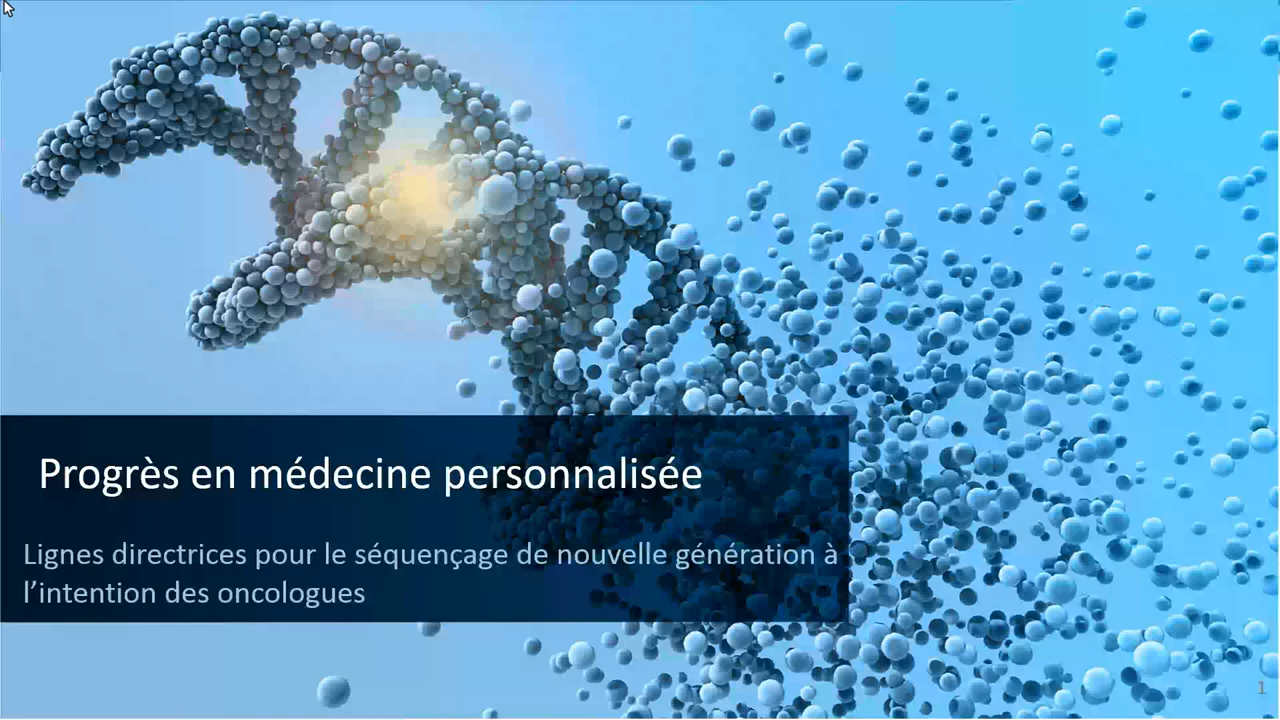 Progrès en médecine personnalisée
Lignes directrices pour le séquençage de nouvelle génération à
l’intention des oncologues
1